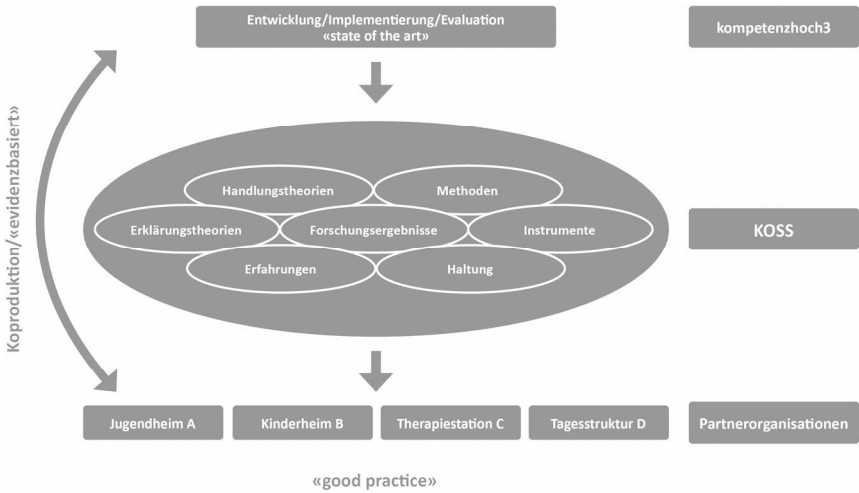 Entwicklung/Implementierung/Evaluation
«state of the art»
kompetenzhoch3
Koproduktion/«evidenzbasiert»
Handlungstheorien
Methoden
Erklärungstheorien
Forschungsergebnisse
Instrumente
KOSS
Erfahrungen
Haltung
Jugendheim A
Kinderheim B
Therapiestation C
Tagesstruktur D
Partnerorganisationen
«good practice»